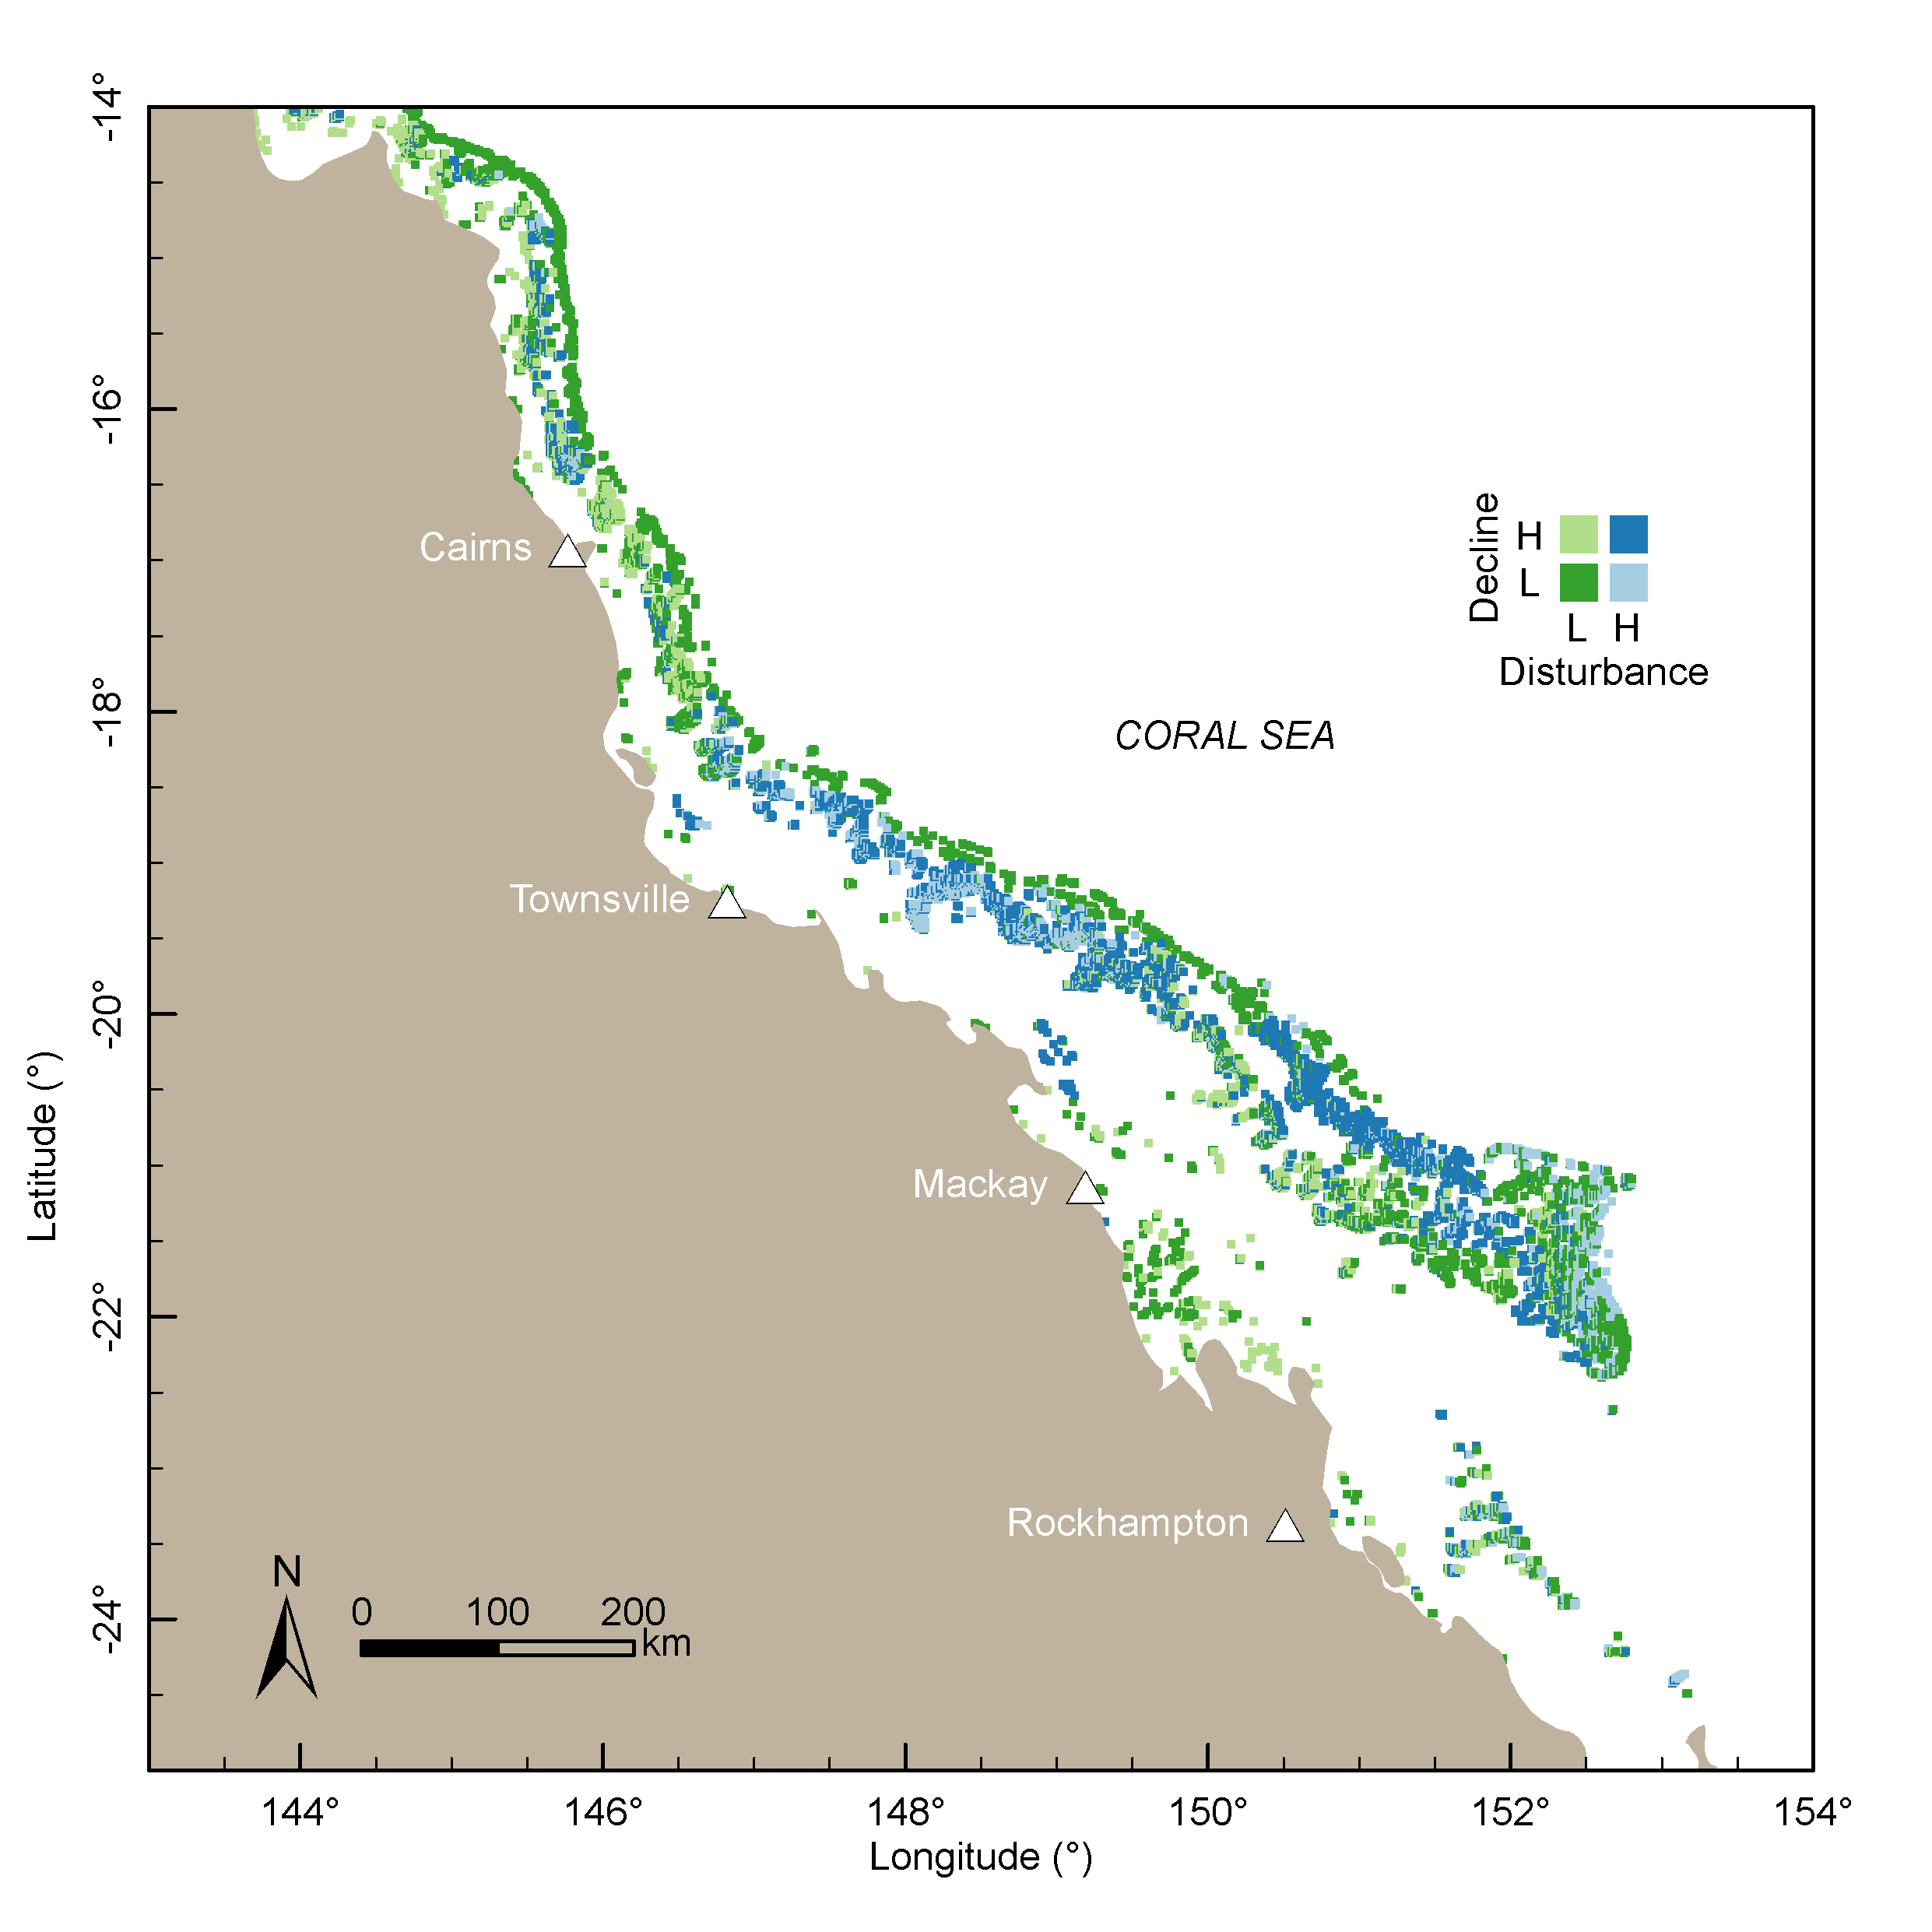 -14°
-16°
-18°
-20°
-22°
-24°
Latitude (°)
Cairns
Townsville
Mackay
Rockhampton
CORAL SEA
Decline
H
L
L H
Disturbance
N
0 100 200
km
144° 146° 148° 150° 152° 154°
Longitude (°)